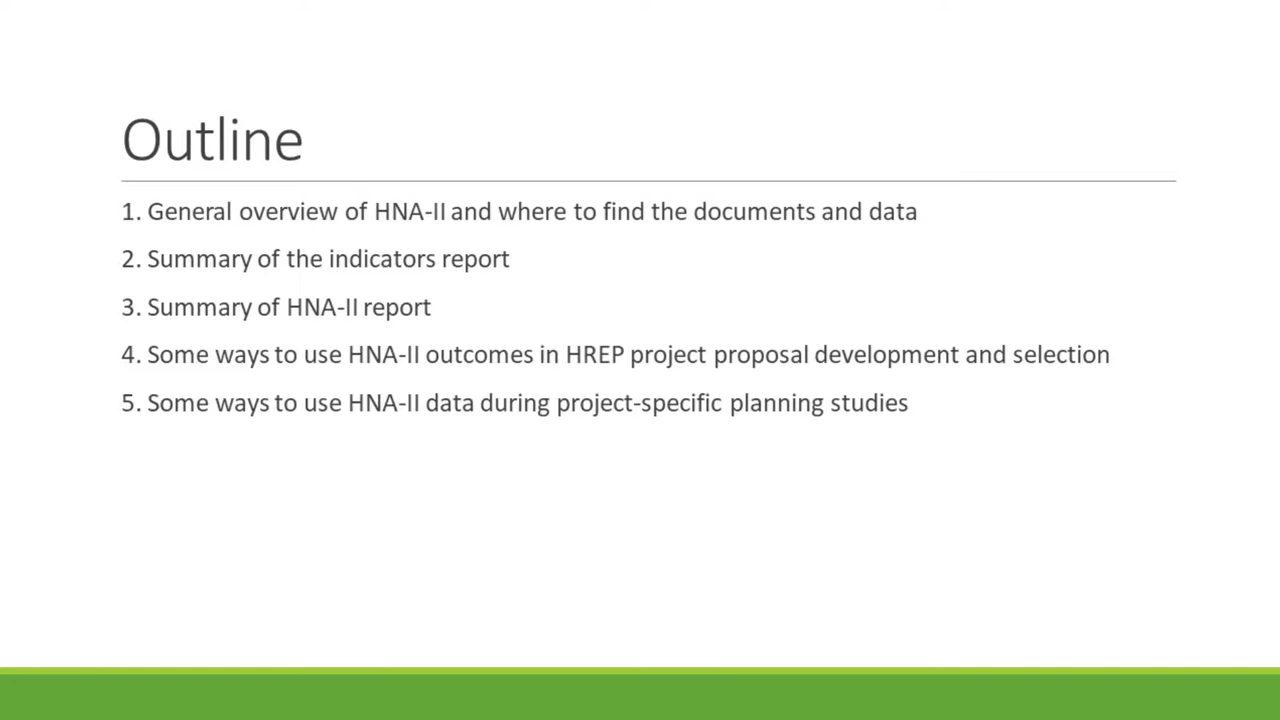 Outline
1. General overview of HNA-II and where to find the documents and data
2. Summary of the indicators report
3. Summary of HNA-II report
4. Some ways to use HNA-II outcomes in HREP project proposal development and selection
5. Some ways to use HNA-II data during project-specific planning studies